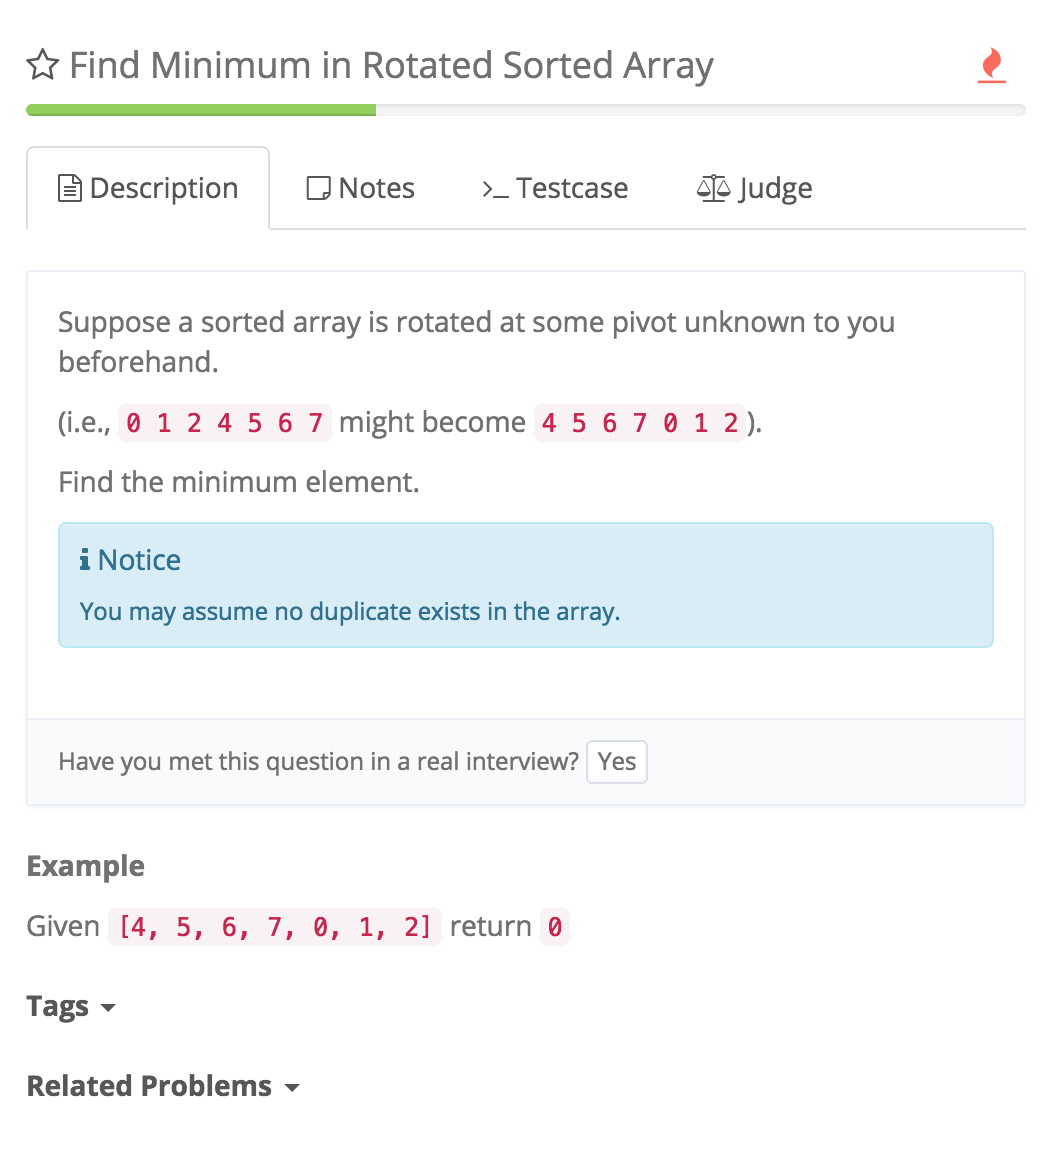 Find Minimum in Rotated Sorted Array
Description Notes >_ Testcase Judge
Suppose a sorted array is rotated at some pivot unknown to you
beforehand.
(i.e., 0 1 2 4 5 6 7 might become 4 5 6 7 0 1 2 ).
Find the minimum element.
i Notice
You may assume no duplicate exists in the array.
Have you met this question in a real interview? Yes
Example
Given [4, 5, 6, 7, 0, 1, 2] return 0
Tags
Related Problems